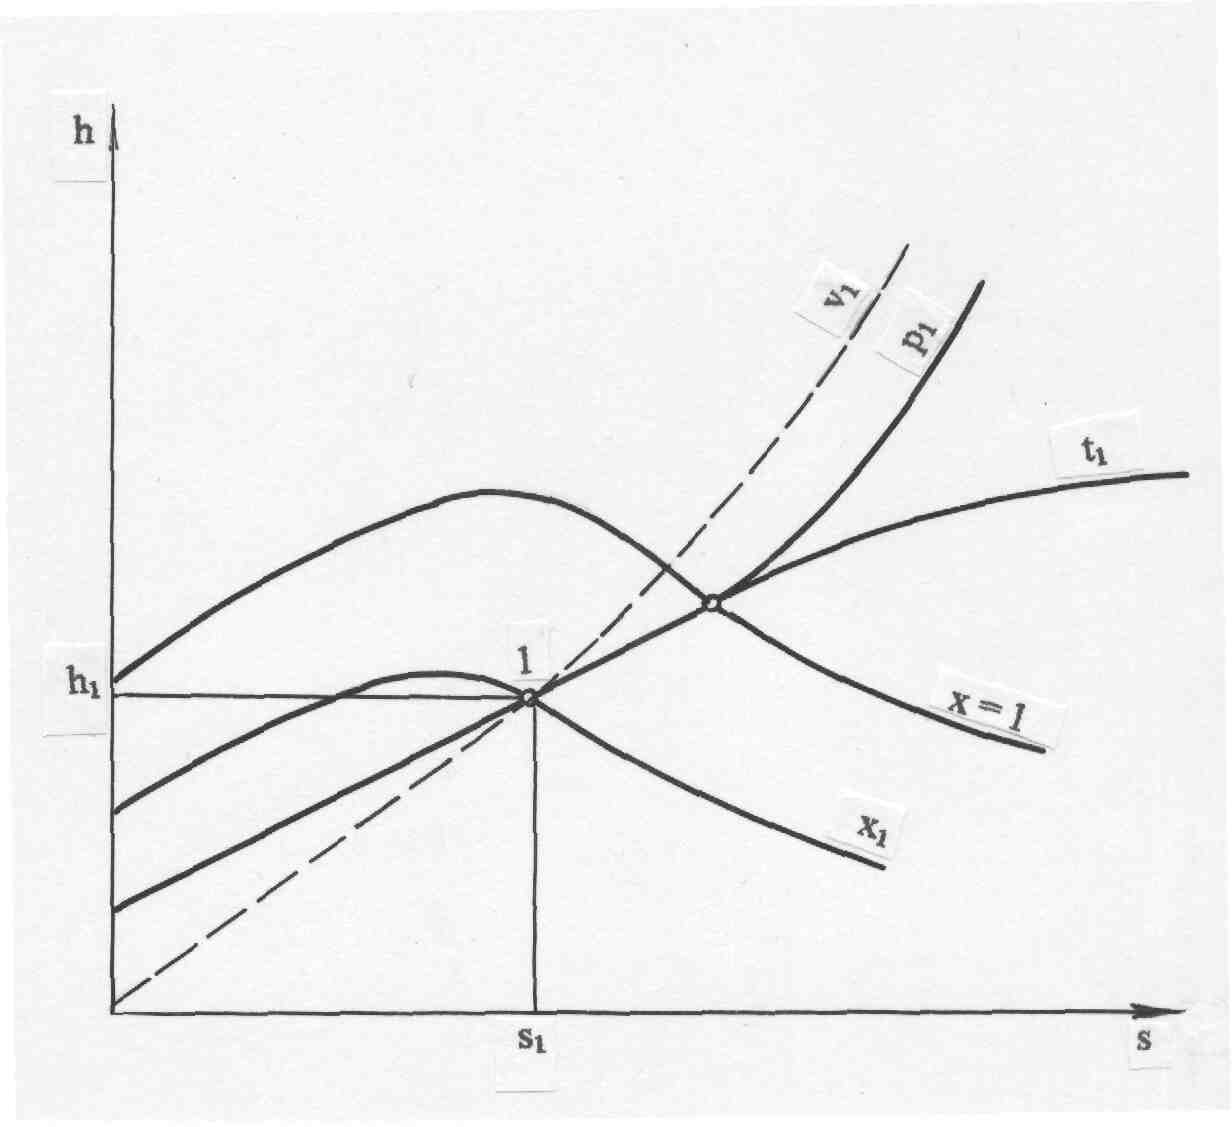 h
v₁
p₁
t₁
1
h₁
x = 1
x₁
s₁
s